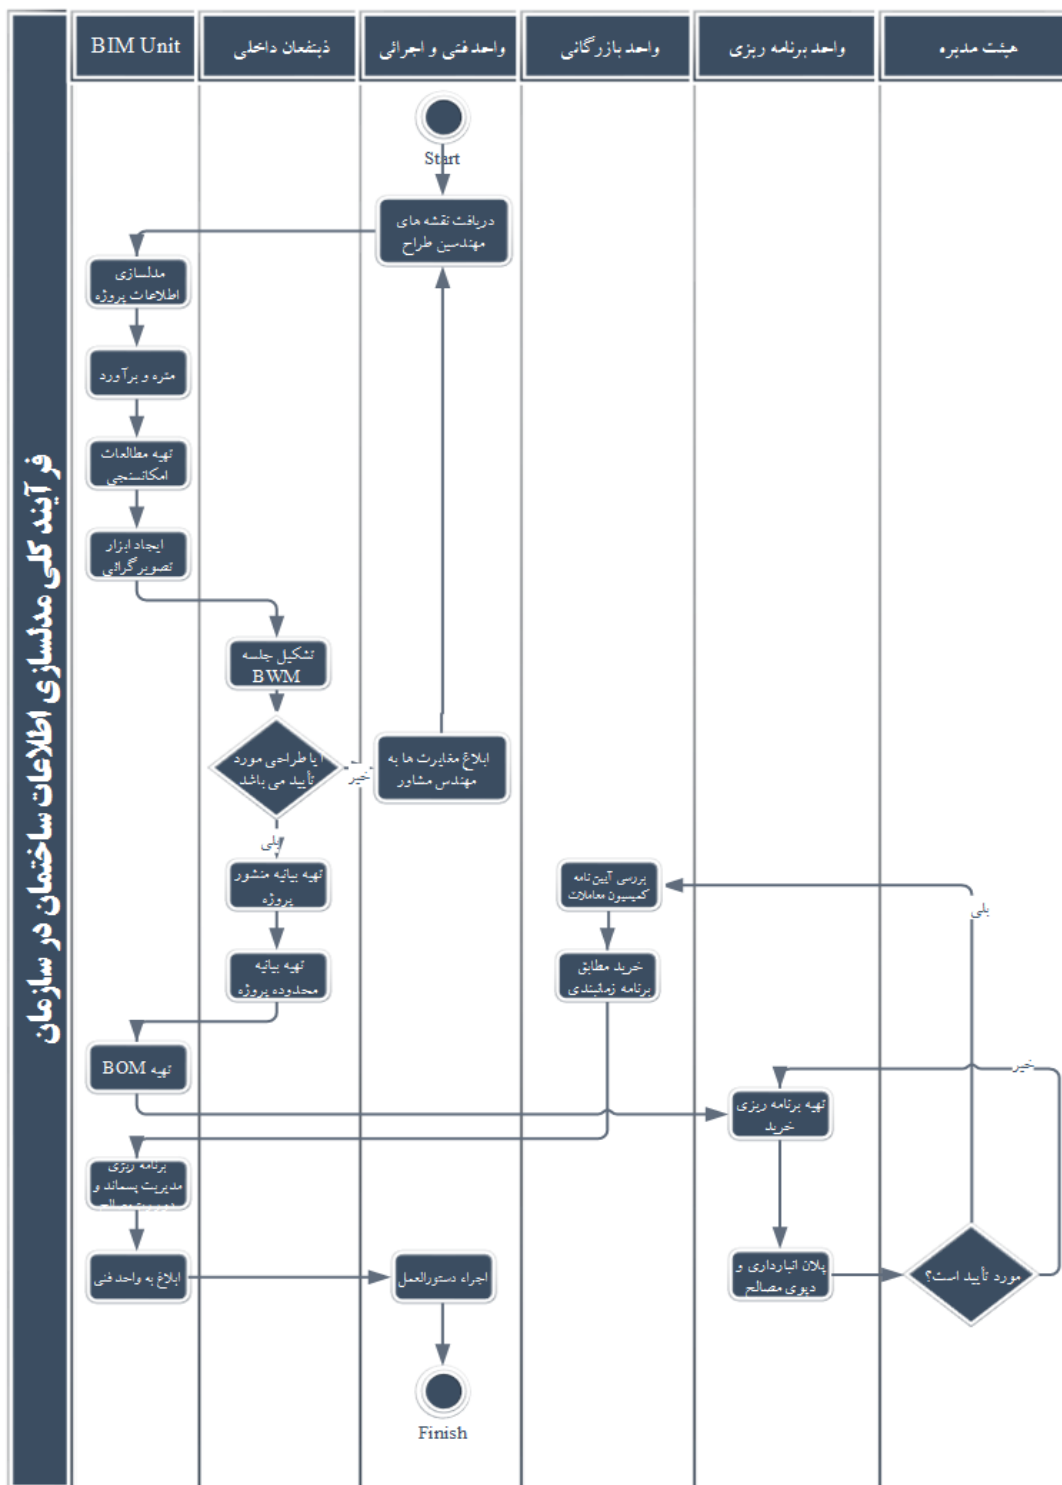 فرآیند کلی مدلسازی اطلاعات ساختمان در سازمان
BIM Unit
ذینفعان داخلی
واحد فنی و اجرائی
واحد بازرگانی
واحد برنامه ریزی
هیئت مدیره
Start
دریافت نقشه های
مهندسین طراح
مدلسازی
اطلاعات پروژه
متره و برآورد
تهیه مطالعات
امکانسنجی
ایجاد ابزار
تصویرگرائی
تشکیل جلسه
BWM
آیا طراحی مورد
تأیید می باشد
خیر
ابلاغ مغایرت ها به
مهندس مشاور
بلی
تهیه بیانیه منشور
پروژه
تهیه بیانیه
محدوده پروژه
بررسی آیین نامه
کمیسیون معاملات
بلی
خرید مطابق
برنامه زمانبندی
تهیه BOM
خیر
تهیه برنامه ریزی
خرید
برنامه ریزی
مدیریت پسماند و
پلان انبارداری و
دپوی مصالح
مورد تأیید است؟
ابلاغ به واحد فنی
اجراء دستورالعمل
Finish